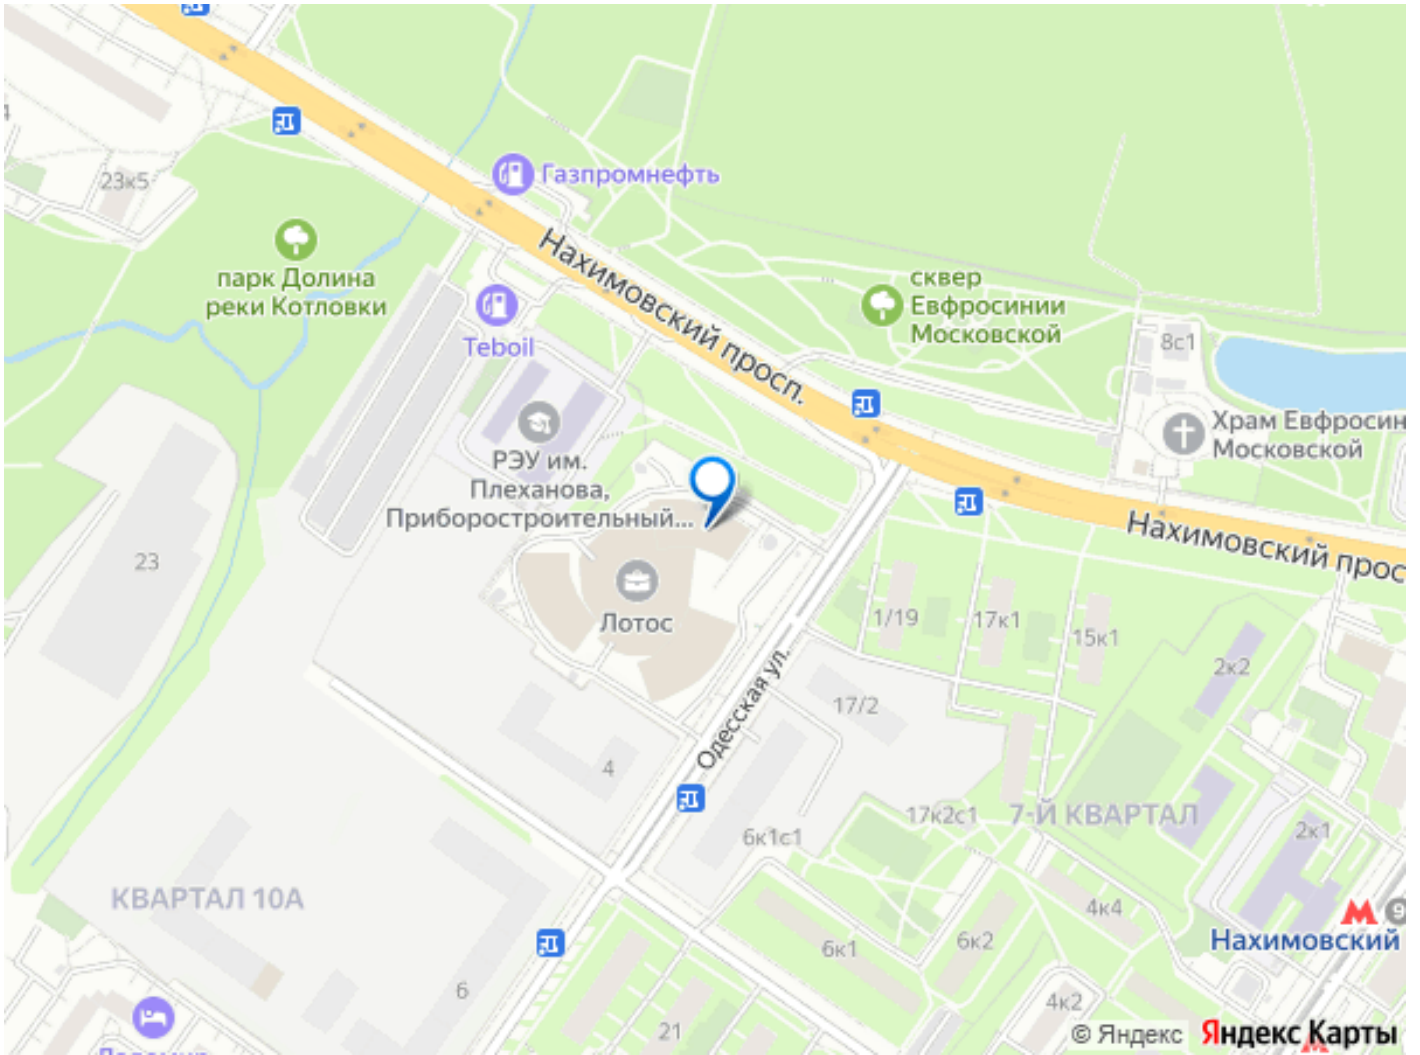 Газпромнефть
23к5
парк Долина
реки Котловки
Нахимовский просп.
сквер
Евфросинии
Московской
Teboil
8с1
Храм Евфросин
Московской
РЭУ им.
Плеханова,
Приборостроительный...
Нахимовский прос
23
Лотос
1/19
17к1
15к1
2к2
Одесская ул.
17/2
4
6к1с1
17к2с1
7-Й КВАРТАЛ
2к1
КВАРТАЛ 10А
4к4
9
Нахимовский
6к1
6к2
6
4к2
21
© Яндекс
Яндекс Карты